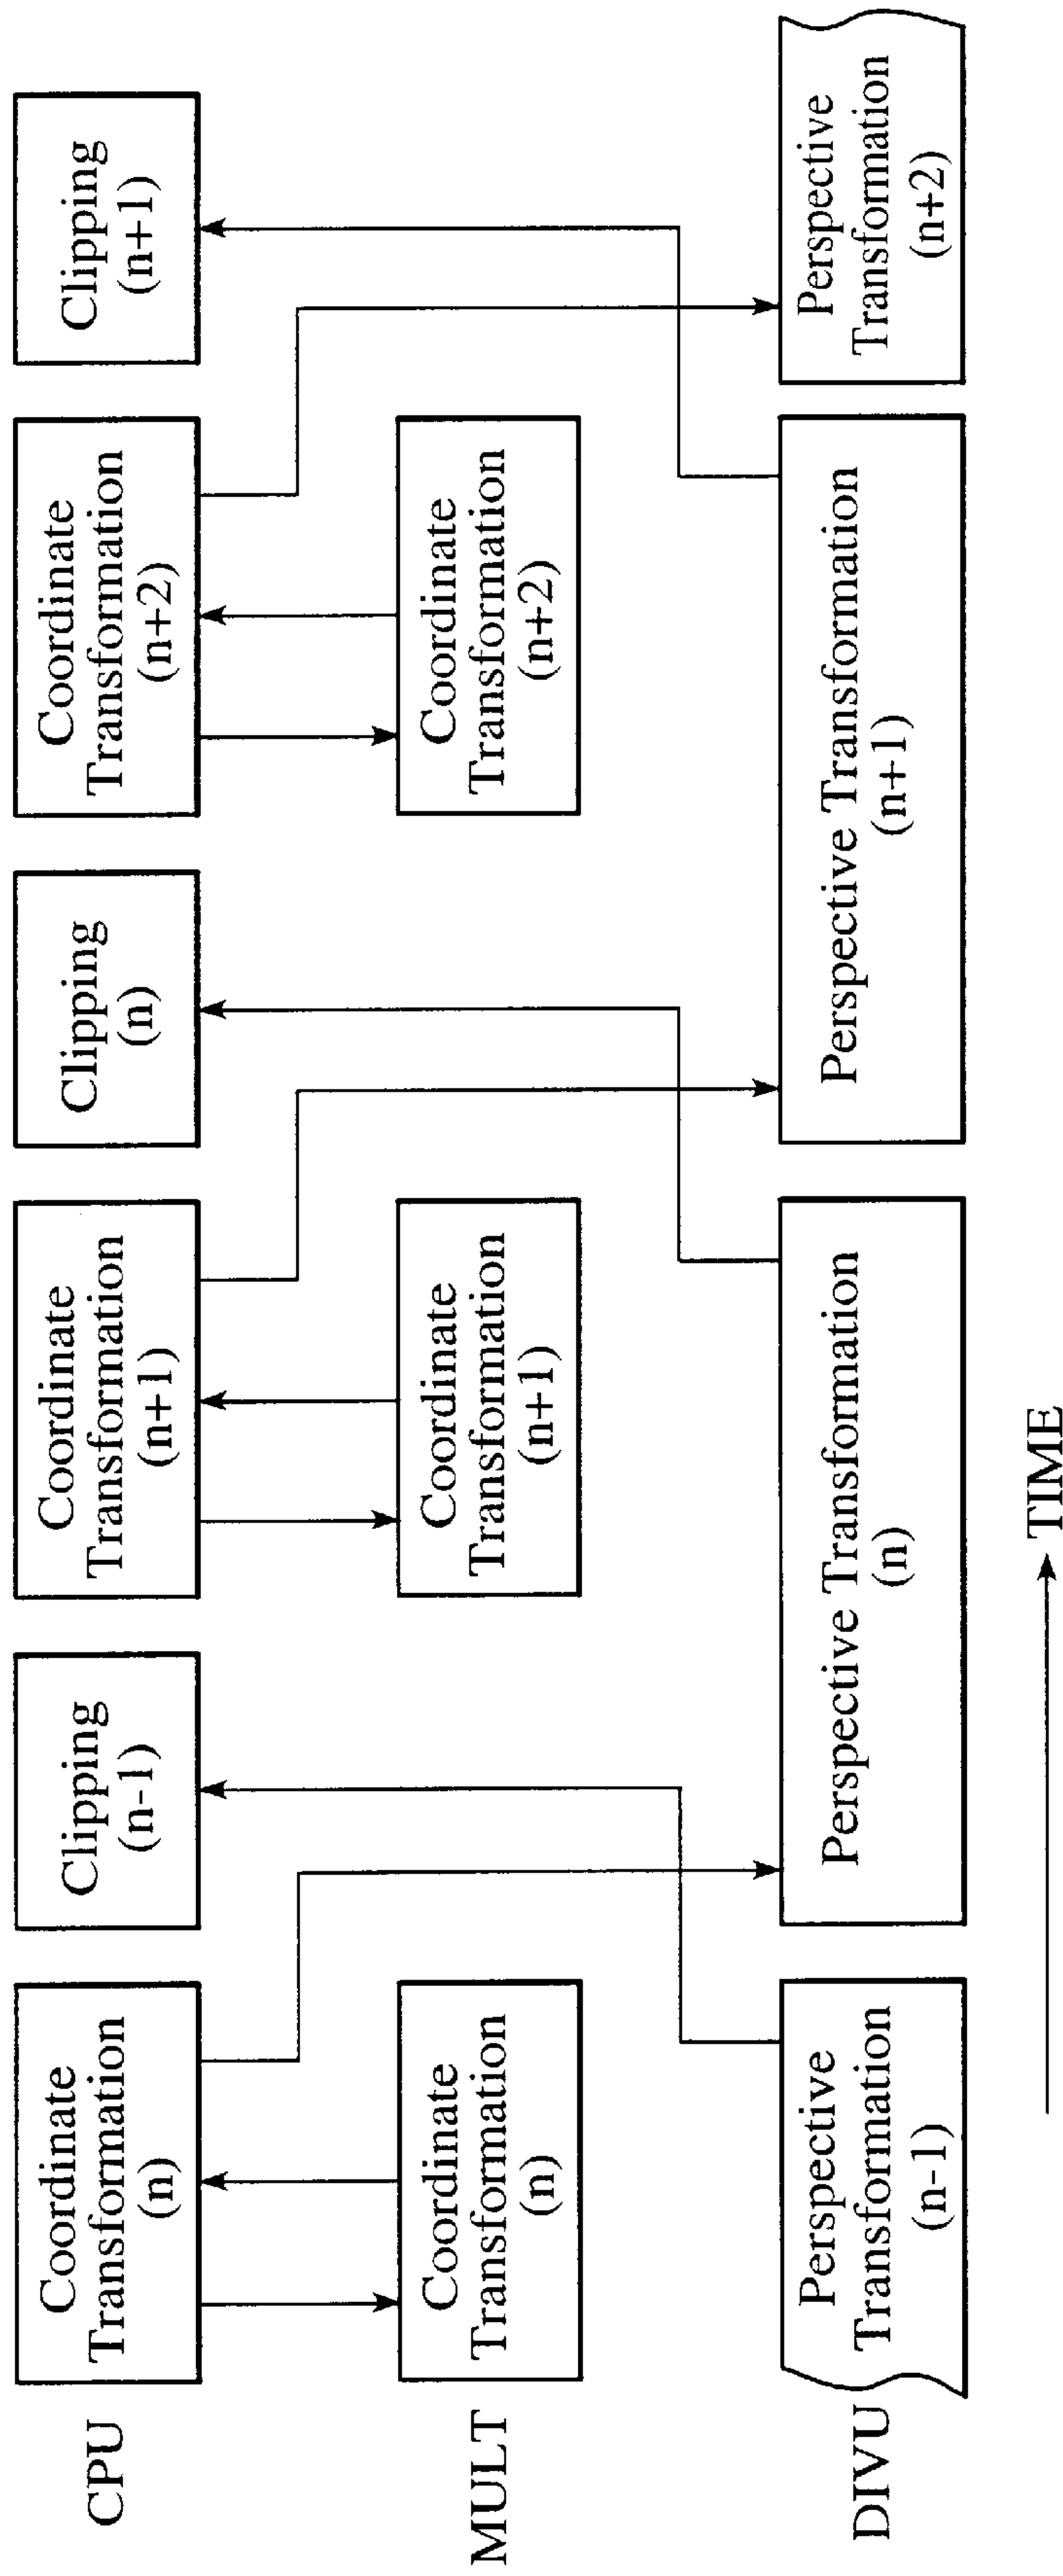 CPU
Coordinate
Transformation
(n)
Clipping
(n-1)
Coordinate
Transformation
(n+1)
Clipping
(n)
Coordinate
Transformation
(n+2)
Clipping
(n+1)
MULT
Coordinate
Transformation
(n)
Coordinate
Transformation
(n+1)
Coordinate
Transformation
(n+2)
DIVU
Perspective
Transformation
(n-1)
Perspective Transformation
(n)
Perspective Transformation
(n+1)
Perspective
Transformation
(n+2)
TIME